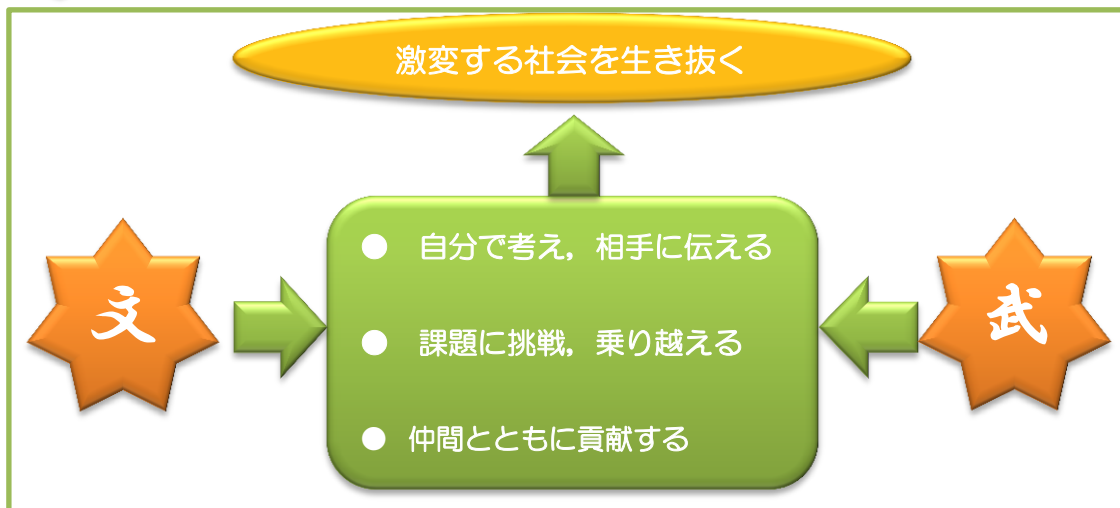 激変する社会を生き抜く
文
● 自分で考え，相手に伝える
● 課題に挑戦，乗り越える
● 仲間とともに貢献する
武